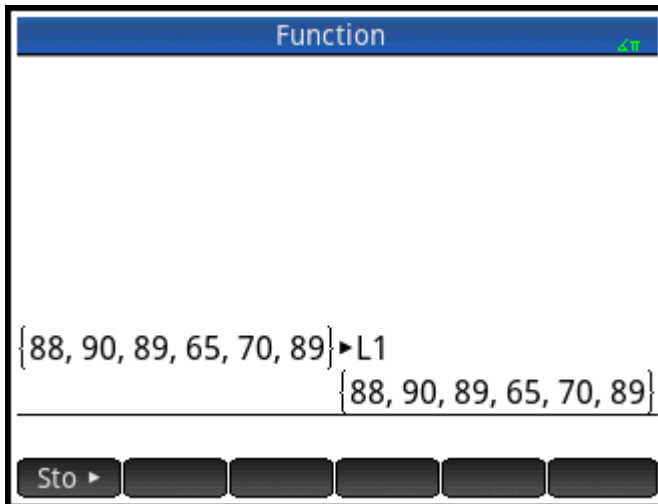 Function
∡π
{88, 90, 89, 65, 70, 89}▶L1
{88, 90, 89, 65, 70, 89}
Sto ▶